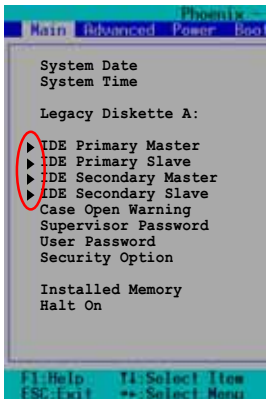 Phoenix -
Main Advanced Power Boot
System Date
System Time
Legacy Diskette A:
IDE Primary Master
IDE Primary Slave
IDE Secondary Master
IDE Secondary Slave
Case Open Warning
Supervisor Password
User Password
Security Option
Installed Memory
Halt On
F1:Help ↑↓:Select Item
ESC:Exit ↔:Select Menu